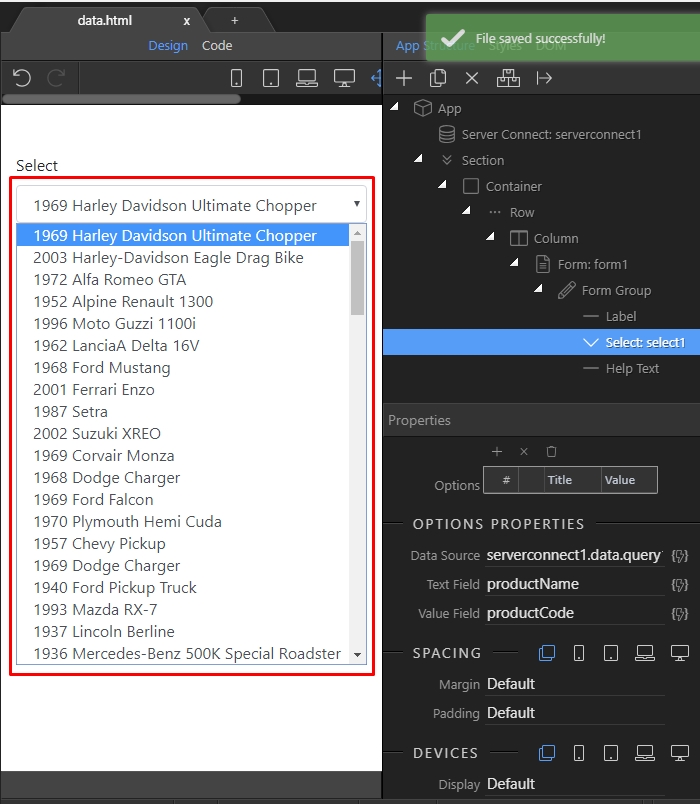 data.html x +
Design Code
File saved successfully!
App Structure Styles DOM
Select
1969 Harley Davidson Ultimate Chopper
1969 Harley Davidson Ultimate Chopper
2003 Harley-Davidson Eagle Drag Bike
1972 Alfa Romeo GTA
1952 Alpine Renault 1300
1996 Moto Guzzi 1100i
1962 LanciaA Delta 16V
1968 Ford Mustang
2001 Ferrari Enzo
1987 Setra
2002 Suzuki XREO
1969 Corvair Monza
1968 Dodge Charger
1969 Ford Falcon
1970 Plymouth Hemi Cuda
1957 Chevy Pickup
1969 Dodge Charger
1940 Ford Pickup Truck
1993 Mazda RX-7
1937 Lincoln Berline
1936 Mercedes-Benz 500K Special Roadster
App
Server Connect: serverconnect1
Section
Container
Row
Column
Form: form1
Form Group
Label
Select: select1
Help Text
Properties
Options # Title Value
OPTIONS PROPERTIES
Data Source serverconnect1.data.query
Text Field productName
Value Field productCode
SPACING
Margin Default
Padding Default
DEVICES
Display Default